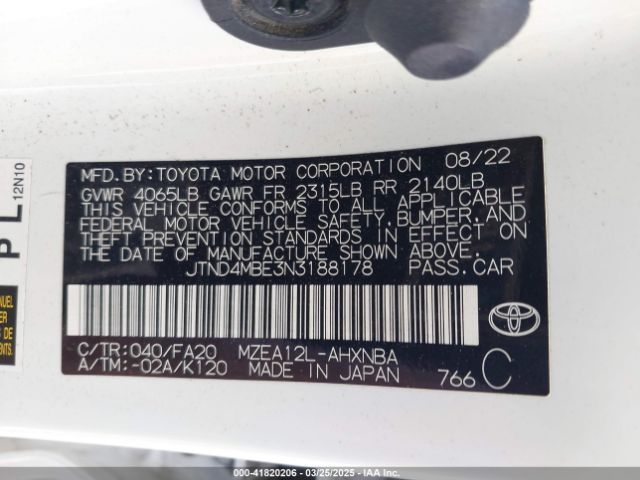 MFD.BY:TOYOTA MOTOR CORPORATION 08/22
GVWR 4065LB GAWR FR 2315LB RR 2140LB
THIS VEHICLE CONFORMS TO ALL APPLICABLE
FEDERAL MOTOR VEHICLE SAFETY, BUMPER, AND
THEFT PREVENTION STANDARDS IN EFFECT ON
THE DATE OF MANUFACTURE SHOWN ABOVE.
JTND4MBE3N3188178 PASS.CAR
C/TR:040/FA20 MZEA12L-AHXNBA
A/TM:-02A/K120 MADE IN JAPAN 766 C
P L
12N10
NUEL
DE
000-41820206 - 03/25/2025 - IAA, Inc.